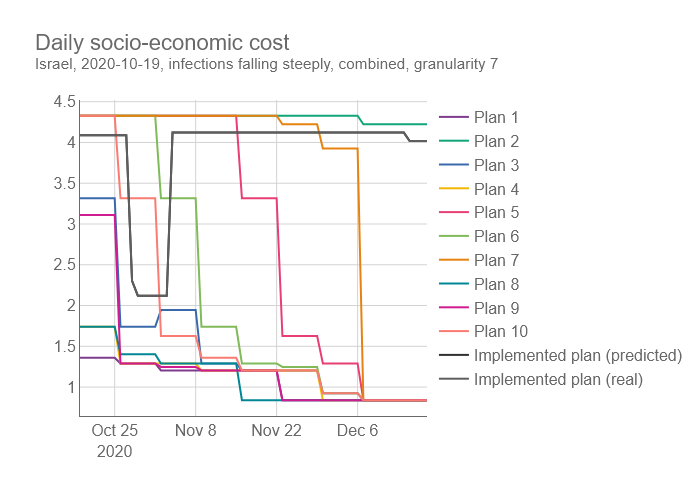 Daily socio-economic cost
Israel, 2020-10-19, infections falling steeply, combined, granularity 7
4.5
4
3.5
3
2.5
2
1.5
1
Oct 25
2020
Nov 8
Nov 22
Dec 6
Plan 1
Plan 2
Plan 3
Plan 4
Plan 5
Plan 6
Plan 7
Plan 8
Plan 9
Plan 10
Implemented plan (predicted)
Implemented plan (real)